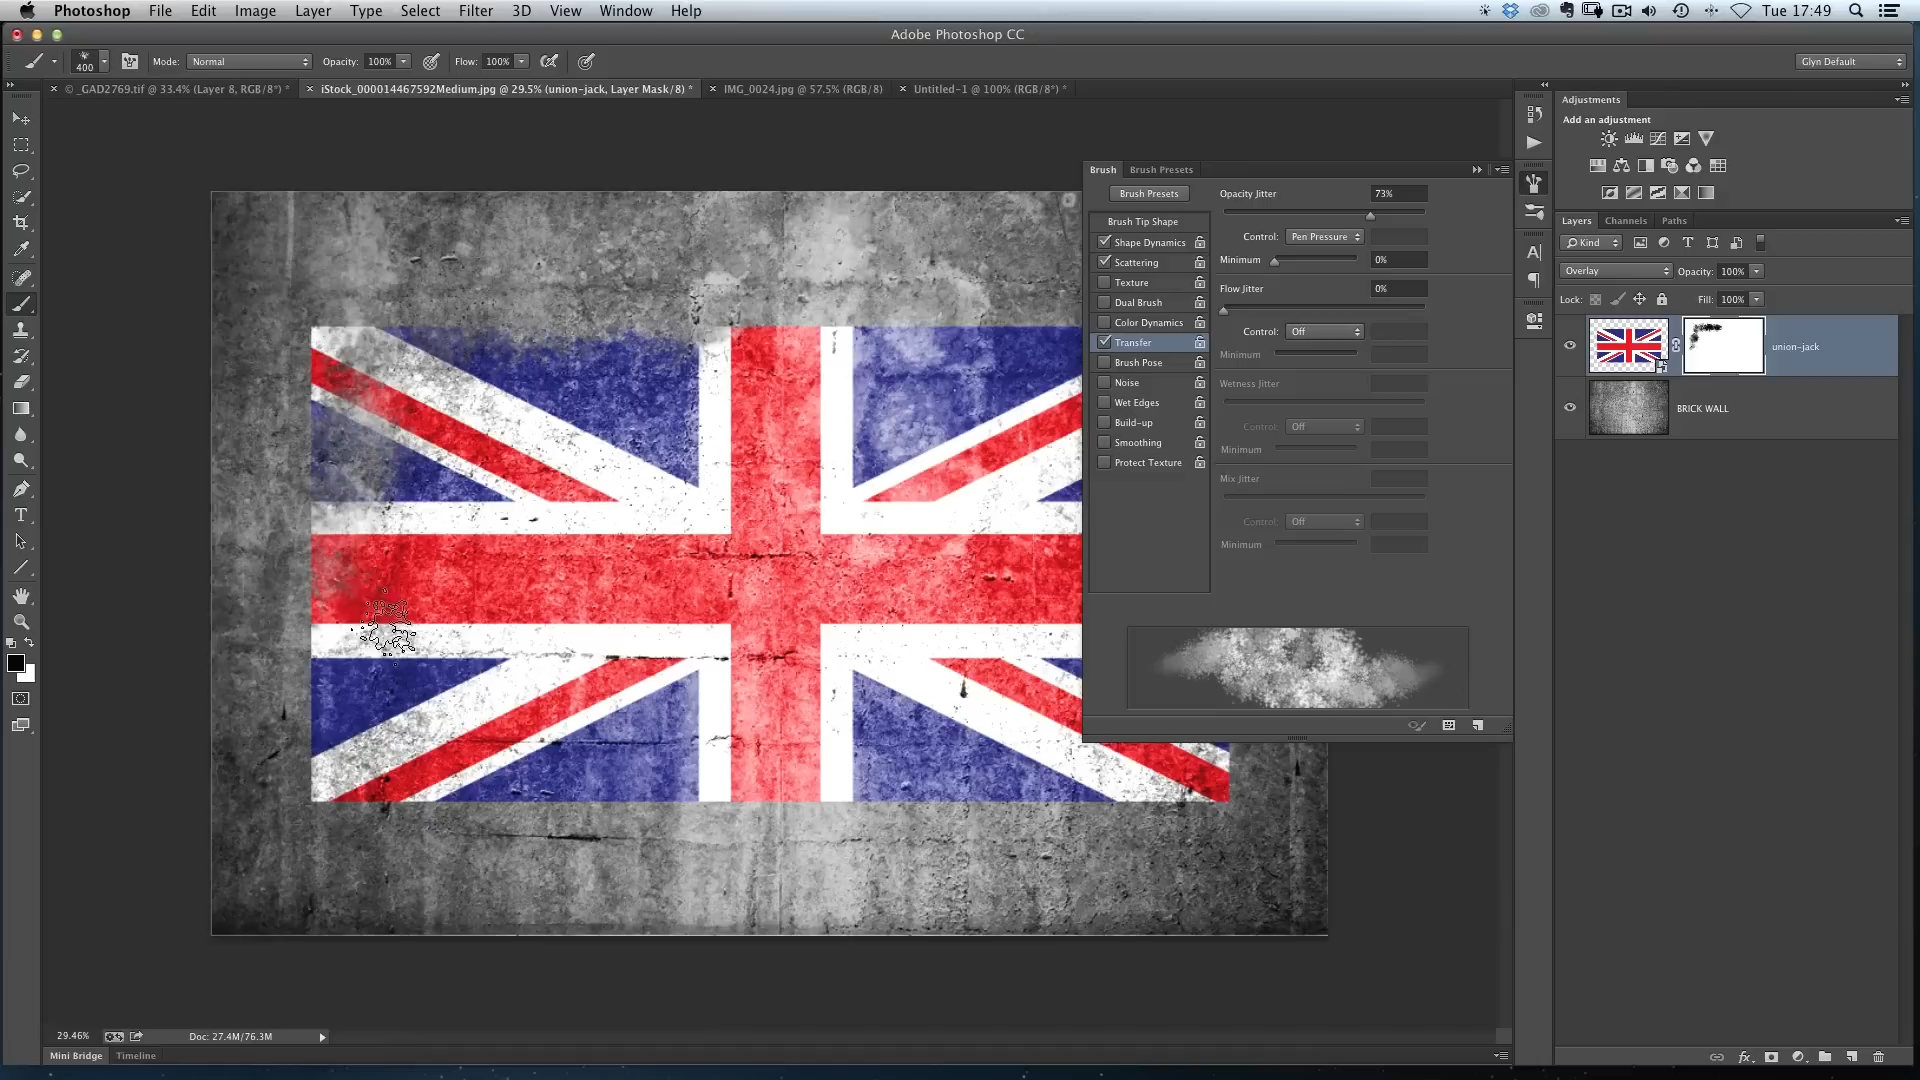 Photoshop File Edit Image Layer Type Select Filter 3D View Window Help Tue 17:49
Adobe Photoshop CC
400 Mode: Normal Opacity: 100% Flow: 100% Glyn Default
© _GAD2769.tif @ 33.4% (Layer 8, RGB/8*) * iStock_000014467592Medium.jpg @ 29.5% (union-jack, Layer Mask/8) * IMG_0024.jpg @ 57.5% (RGB/8) Untitled-1 @ 100% (RGB/8*) *
Adjustments
Add an adjustment
Brush Brush Presets
Brush Presets Opacity Jitter 73%
Brush Tip Shape
Control: Pen Pressure
Shape Dynamics
Minimum 0%
Scattering
Texture
Flow Jitter 0%
Dual Brush
Color Dynamics
Control: Off
Transfer
Minimum
Brush Pose
Noise
Wetness Jitter
Wet Edges
Build-up
Control: Off
Smoothing
Minimum
Protect Texture
Mix Jitter
Control: Off
Minimum
Layers Channels Paths
Kind
Overlay Opacity: 100%
Lock: Fill: 100%
union-jack
BRICK WALL
29.46% Doc: 27.4M/76.3M
Mini Bridge Timeline